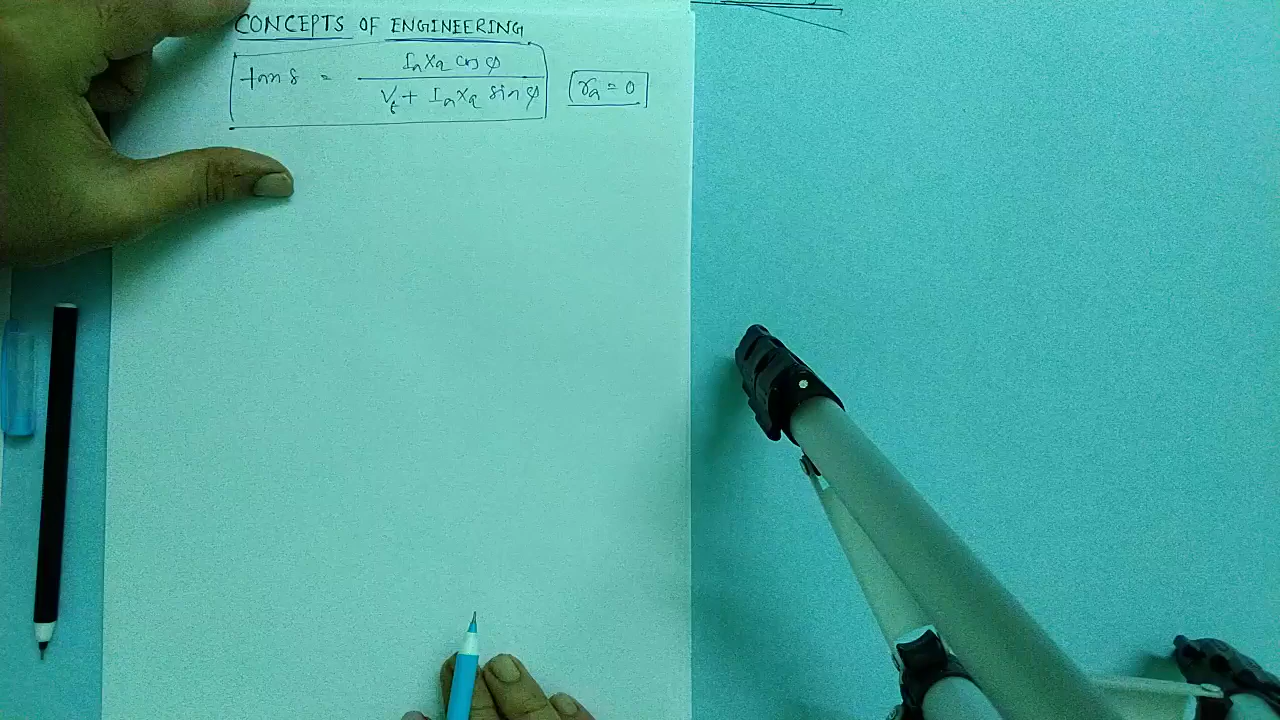 CONCEPTS OF ENGINEERING
tan δ = Iₐ Xq cos φ / Vt + Iₐ Xq sin φ
rₐ = 0